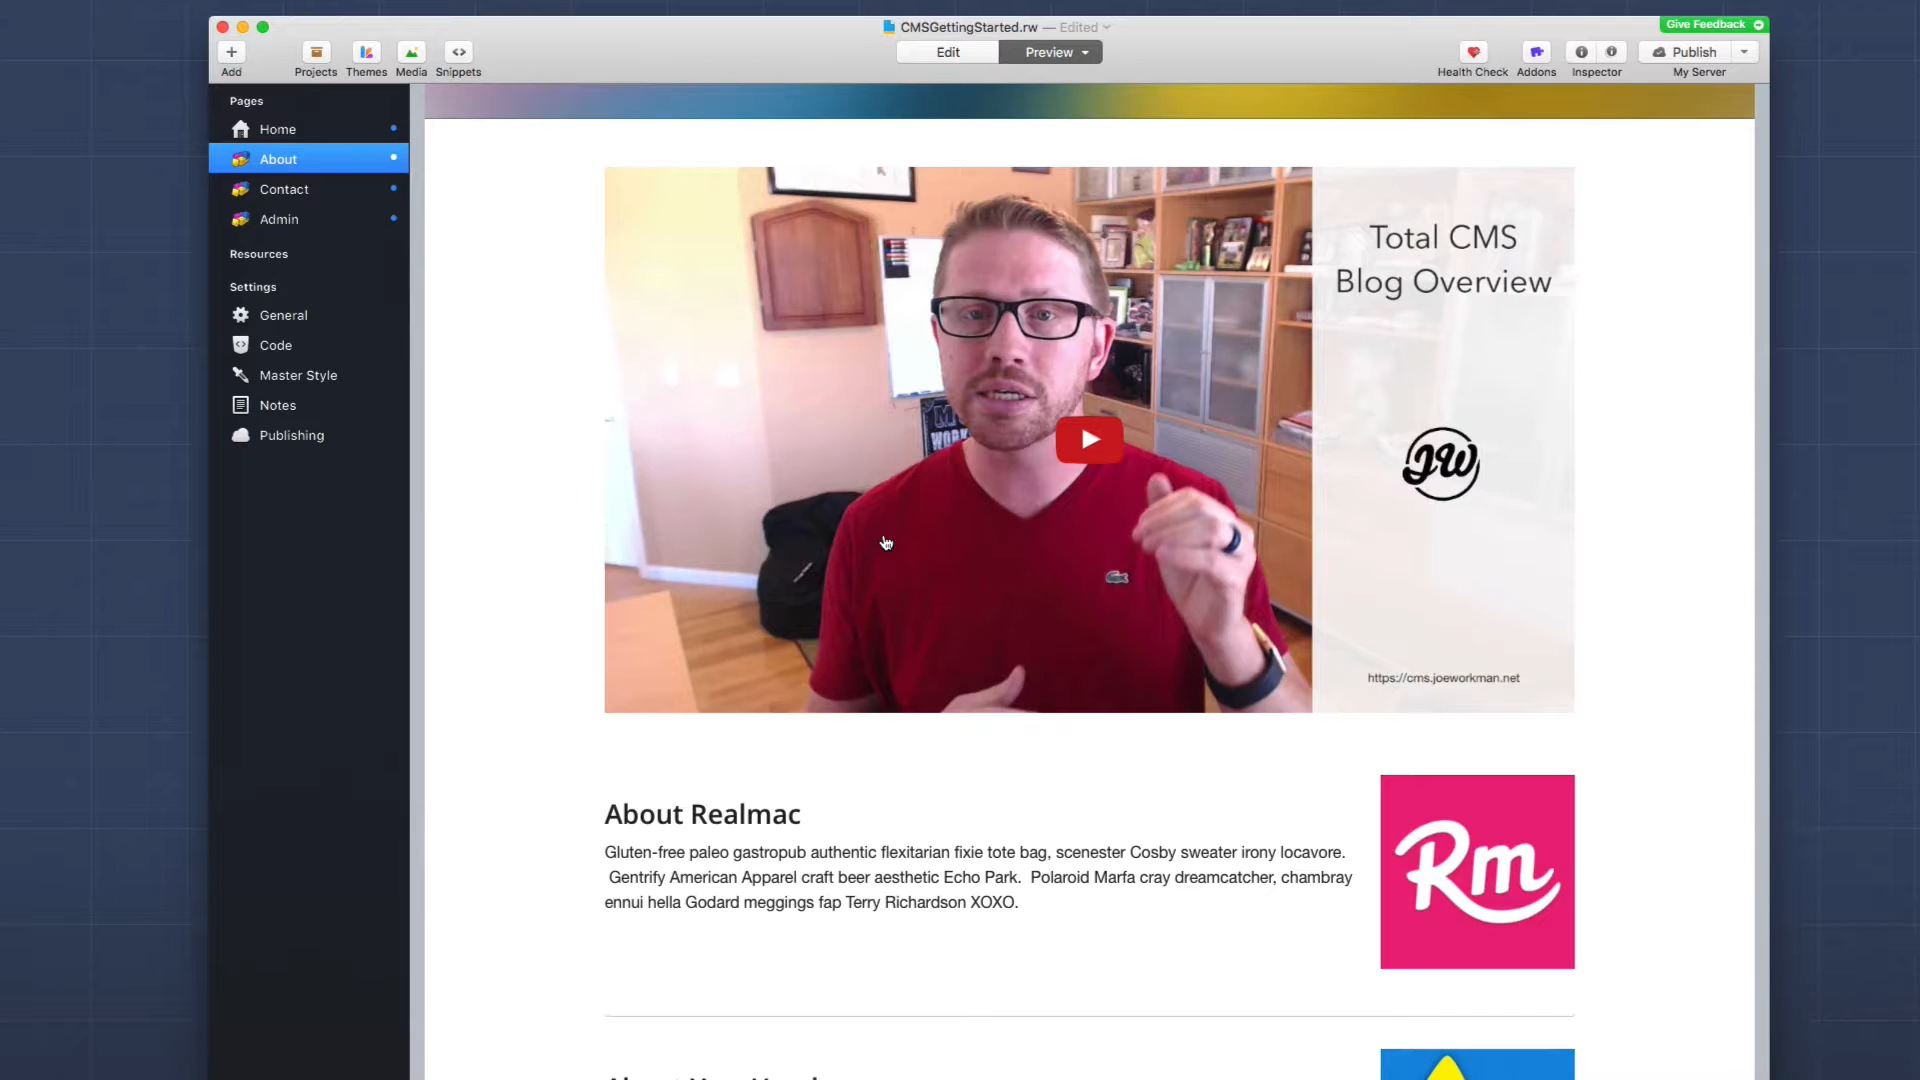 CMSGettingStarted.rw — Edited
Give Feedback
Edit
Preview
Publish
Add
Projects
Themes
Media
Snippets
Health Check
Addons
Inspector
My Server
Pages
Home
About
Contact
Admin
Resources
Settings
General
Code
Master Style
Notes
Publishing
Total CMS
Blog Overview
JW
https://cms.joeworkman.net
About Realmac
Gluten-free paleo gastropub authentic flexitarian fixie tote bag, scenester Cosby sweater irony locavore.
Gentrify American Apparel craft beer aesthetic Echo Park. Polaroid Marfa cray dreamcatcher, chambray
ennui hella Godard meggings fap Terry Richardson XOXO.
Rm